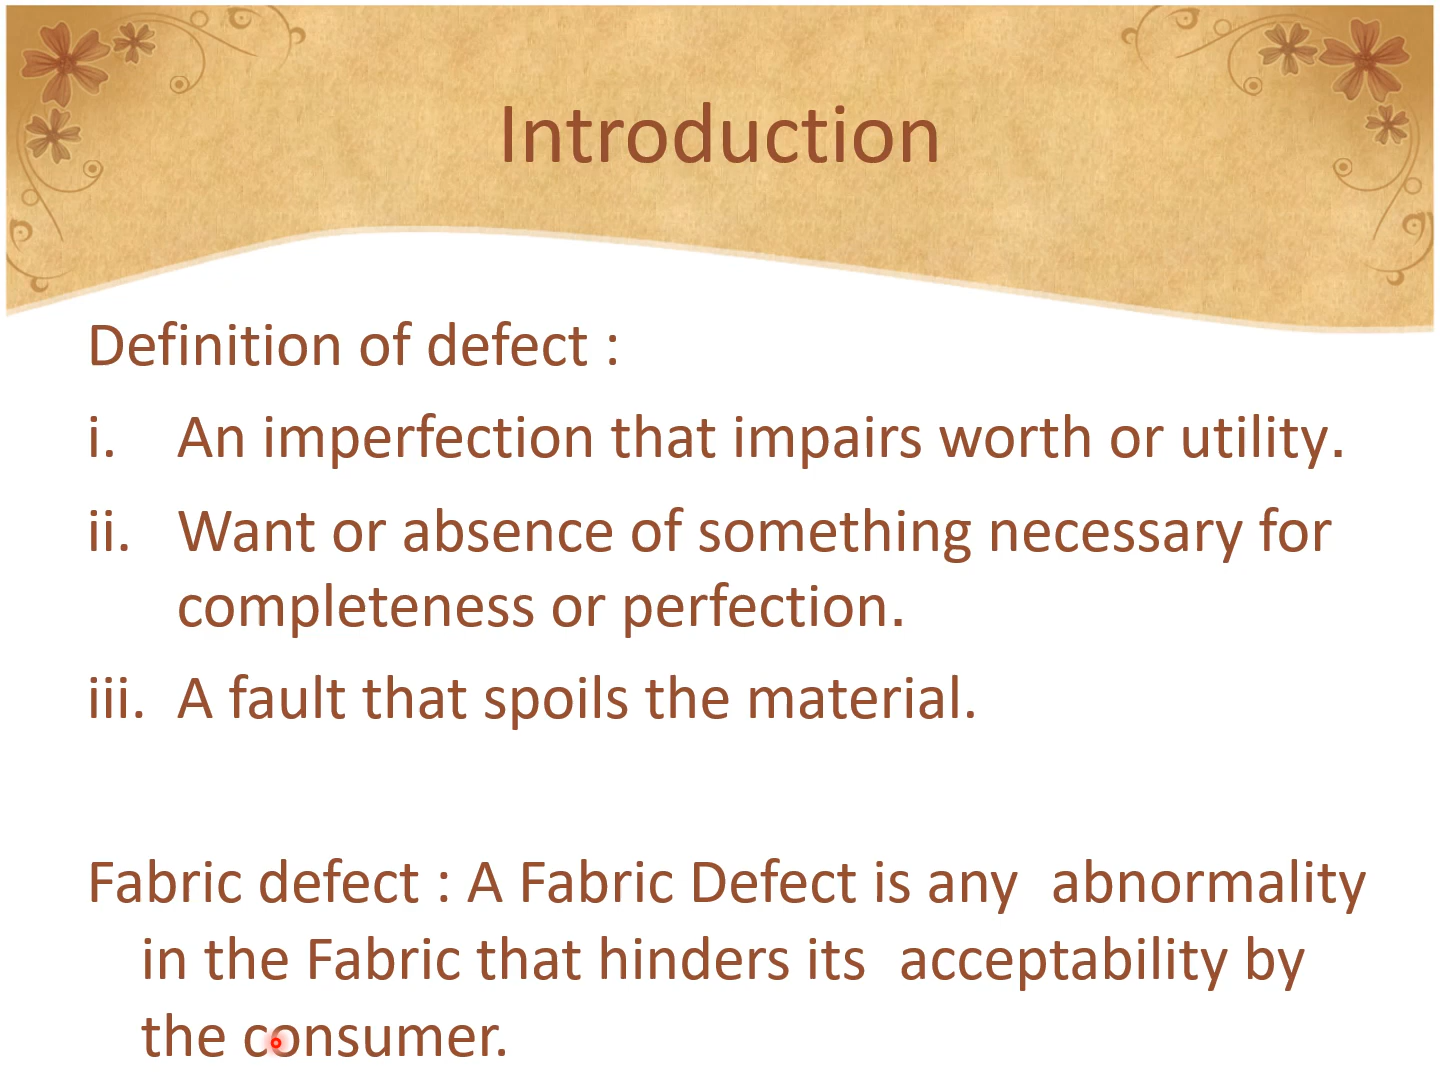 Introduction
Definition of defect :
i. An imperfection that impairs worth or utility.
ii. Want or absence of something necessary for
completeness or perfection.
iii. A fault that spoils the material.
Fabric defect : A Fabric Defect is any abnormality
in the Fabric that hinders its acceptability by
the consumer.